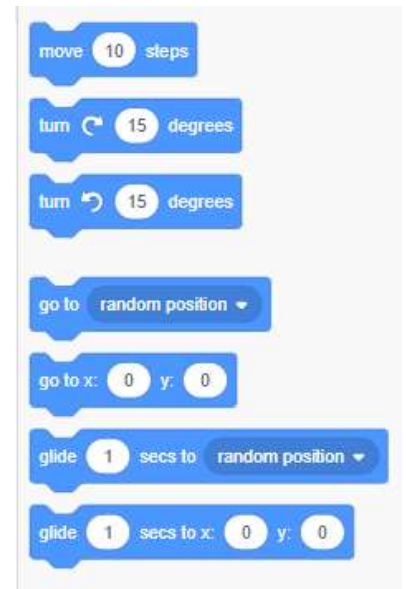 move 10 steps
turn 15 degrees
turn 15 degrees
go to random position
go to x: 0 y: 0
glide 1 secs to random position
glide 1 secs to x: 0 y: 0